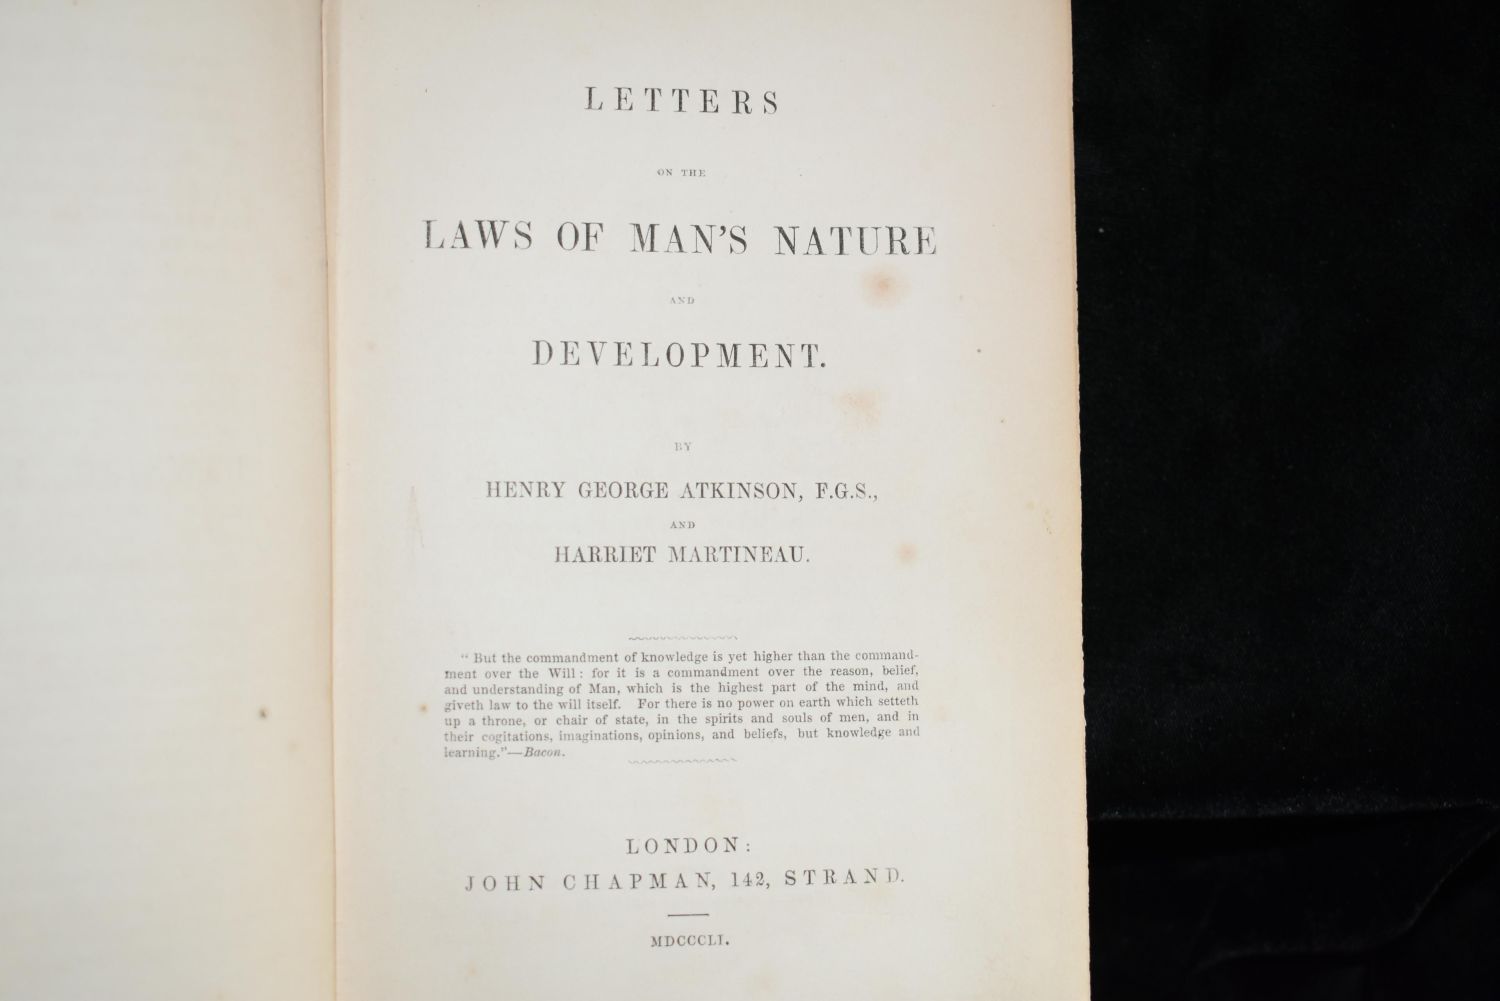 LETTERS
ON THE
LAWS OF MAN'S NATURE
AND
DEVELOPMENT.
BY
HENRY GEORGE ATKINSON, F.G.S.,
AND
HARRIET MARTINEAU.
“ But the commandment of knowledge is yet higher than the command-
ment over the Will : for it is a commandment over the reason, belief,
and understanding of Man, which is the highest part of the mind, and
giveth law to the will itself. For there is no power on earth which setteth
up a throne, or chair of state, in the spirits and souls of men, and in
their cogitations, imaginations, opinions, and beliefs, but knowledge and
learning.”—Bacon.
LONDON:
JOHN CHAPMAN, 142, STRAND.
MDCCCLI.